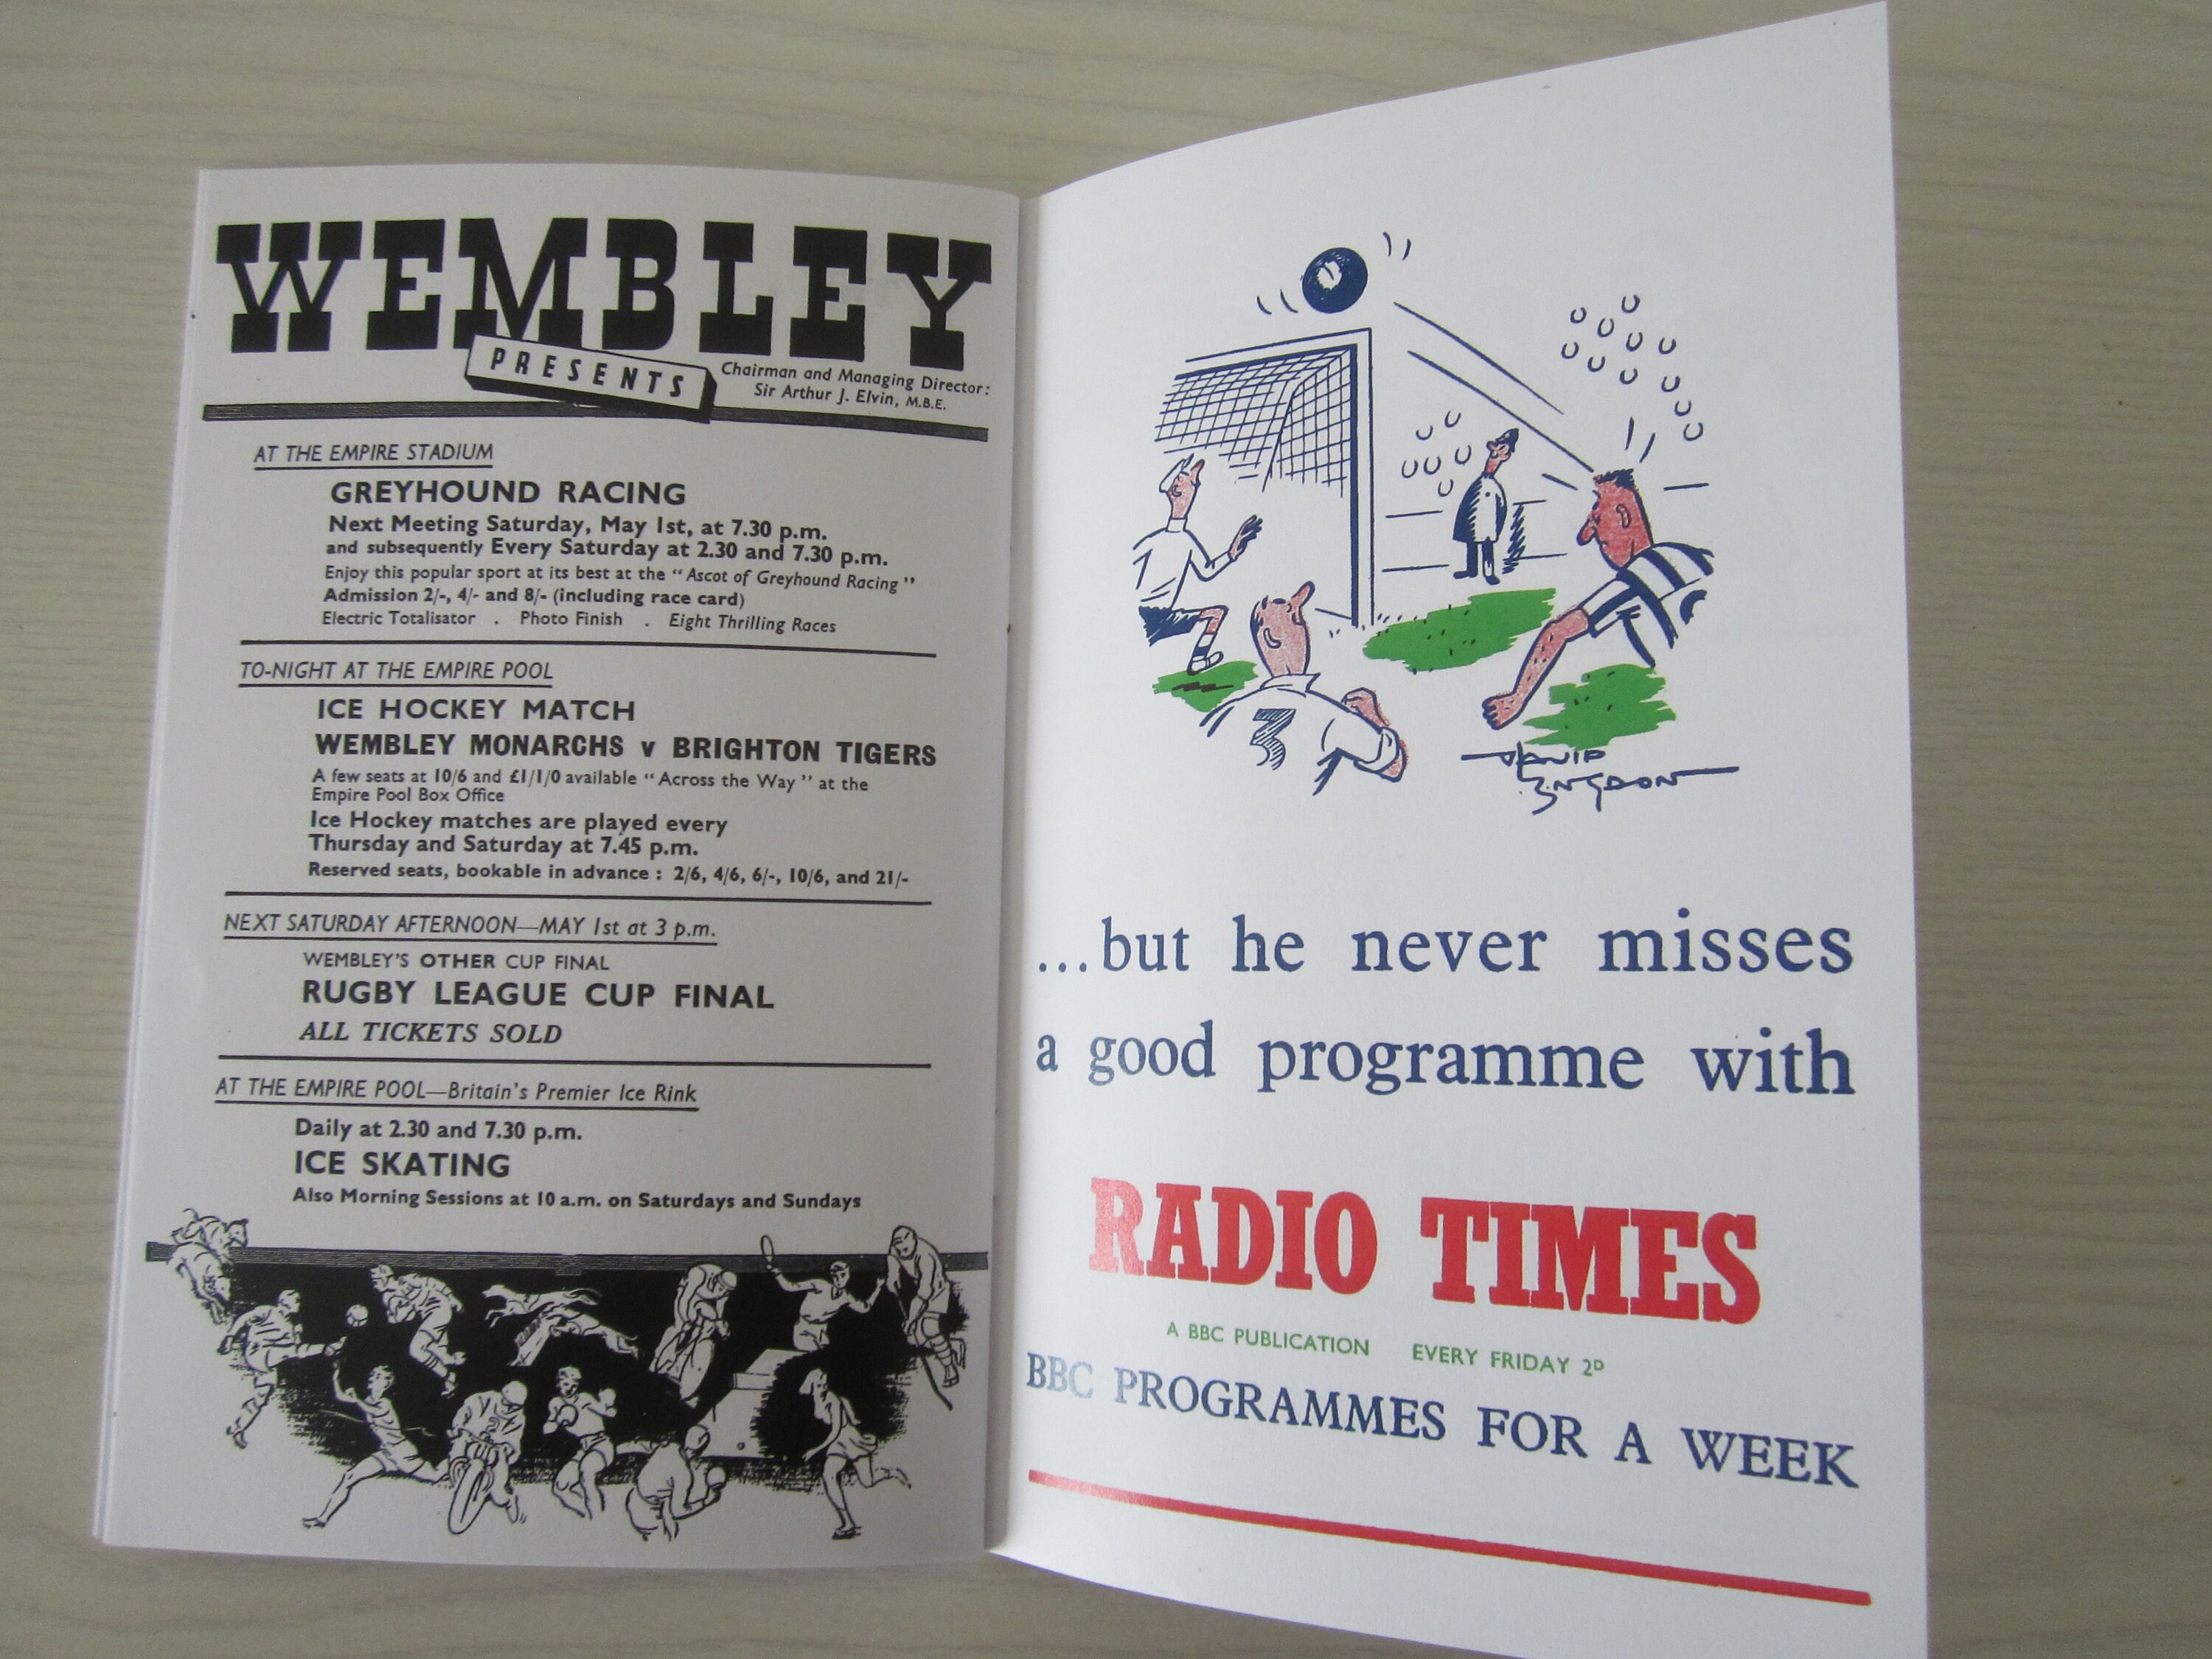 WEMBLEY
PRESENTS
Chairman and Managing Director:
Sir Arthur J. Elvin, M.B.E.
AT THE EMPIRE STADIUM
GREYHOUND RACING
Next Meeting Saturday, May 1st, at 7.30 p.m.
and subsequently Every Saturday at 2.30 and 7.30 p.m.
Enjoy this popular sport at its best at the “Ascot of Greyhound Racing”
Admission 2/-, 4/- and 8/- (including race card)
Electric Totalisator . Photo Finish . Eight Thrilling Races
TO-NIGHT AT THE EMPIRE POOL
ICE HOCKEY MATCH
WEMBLEY MONARCHS v BRIGHTON TIGERS
A few seats at 10/6 and £1/1/0 available “Across the Way” at the
Empire Pool Box Office
Ice Hockey matches are played every
Thursday and Saturday at 7.45 p.m.
Reserved seats, bookable in advance : 2/6, 4/6, 6/-, 10/6, and 21/-
NEXT SATURDAY AFTERNOON—MAY 1st at 3 p.m.
WEMBLEY'S OTHER CUP FINAL
RUGBY LEAGUE CUP FINAL
ALL TICKETS SOLD
AT THE EMPIRE POOL—Britain's Premier Ice Rink
Daily at 2.30 and 7.30 p.m.
ICE SKATING
Also Morning Sessions at 10 a.m. on Saturdays and Sundays
3
DAVID
LANGDON
...but he never misses
a good programme with
RADIO TIMES
A BBC PUBLICATION EVERY FRIDAY 2D
BBC PROGRAMMES FOR A WEEK